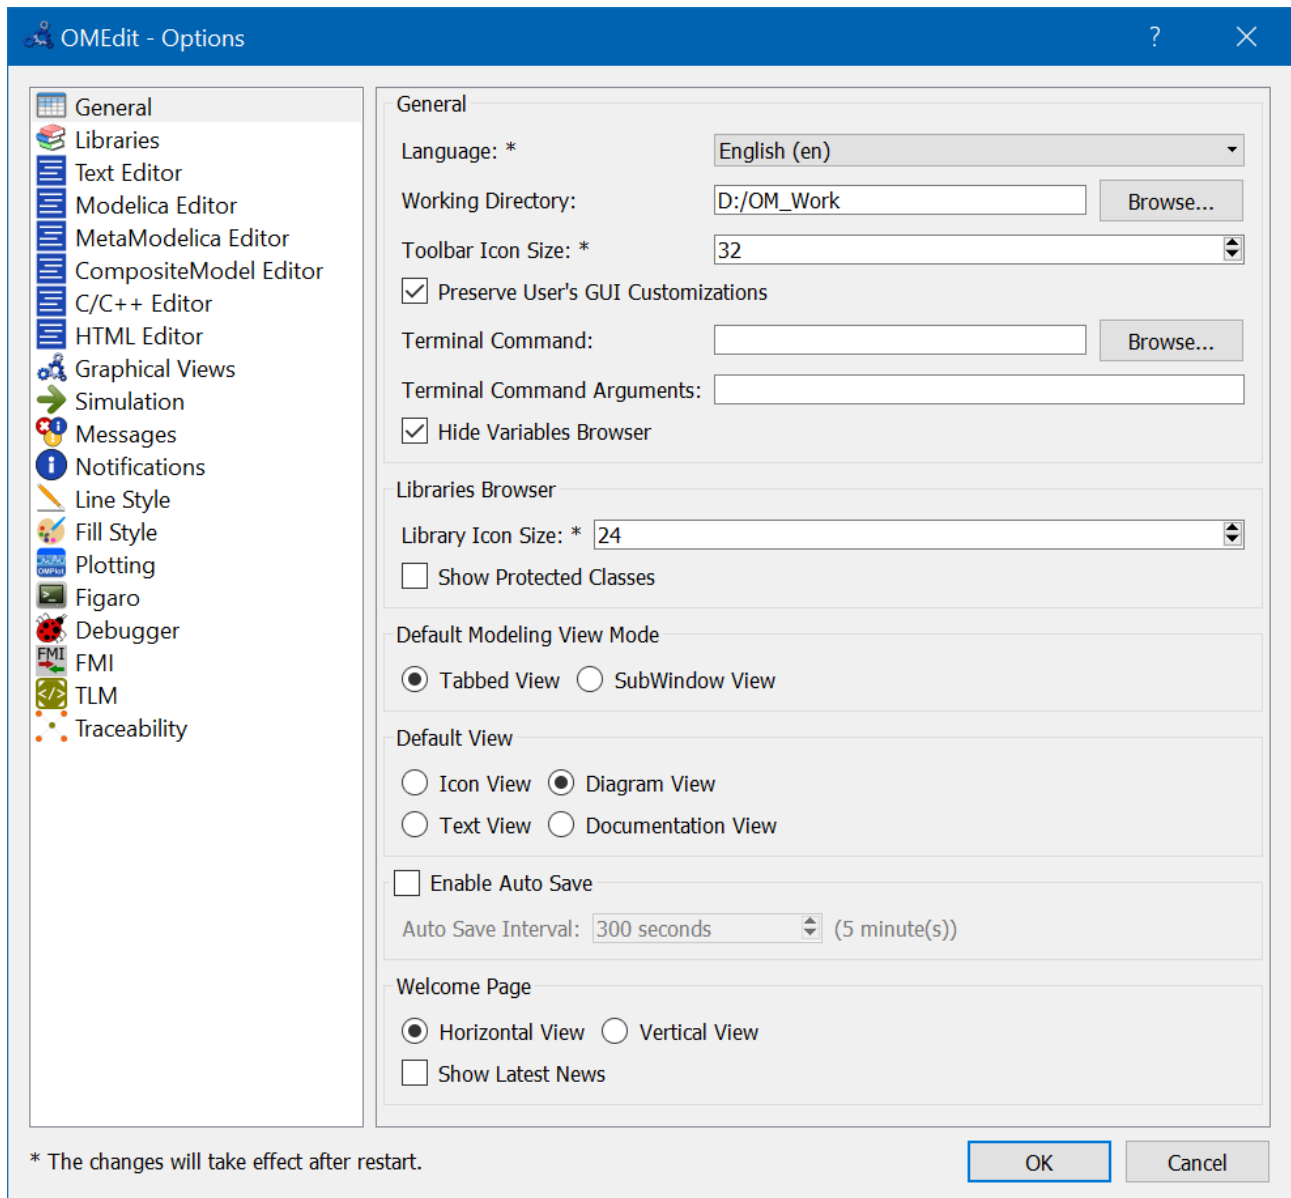 OMEdit - Options
?
General
Libraries
Text Editor
Modelica Editor
MetaModelica Editor
CompositeModel Editor
C/C++ Editor
HTML Editor
Graphical Views
Simulation
Messages
Notifications
Line Style
Fill Style
OMPlot
Plotting
Figaro
Debugger
FMI
FMI
TLM
Traceability
General
Language: * English (en)
Working Directory: D:/OM_Work Browse...
Toolbar Icon Size: * 32
Preserve User's GUI Customizations
Terminal Command: Browse...
Terminal Command Arguments:
Hide Variables Browser
Libraries Browser
Library Icon Size: * 24
Show Protected Classes
Default Modeling View Mode
Tabbed View SubWindow View
Default View
Icon View Diagram View
Text View Documentation View
Enable Auto Save
Auto Save Interval: 300 seconds (5 minute(s))
Welcome Page
Horizontal View Vertical View
Show Latest News
* The changes will take effect after restart.
OK Cancel